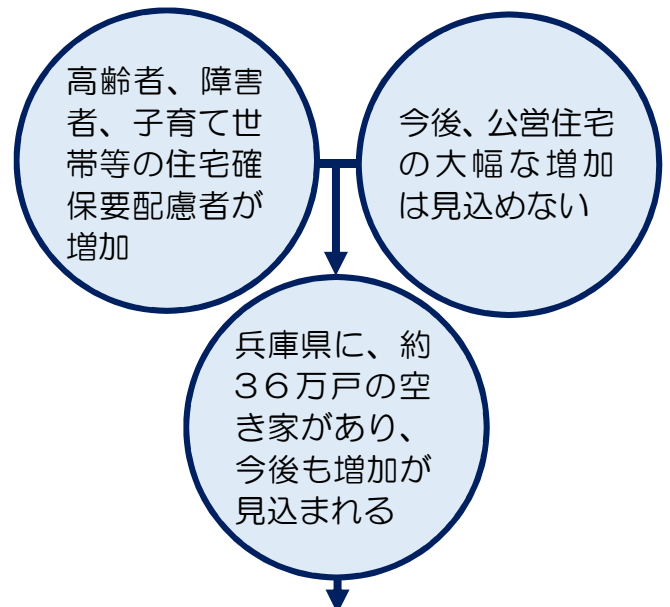 高齢者、障害
者、子育て世
帯等の住宅確
保要配慮者が
増加
今後、公営住宅
の大幅な増加
は見込めない
兵庫県に、約
３６万戸の空
き家があり、
今後も増加が
見込まれる